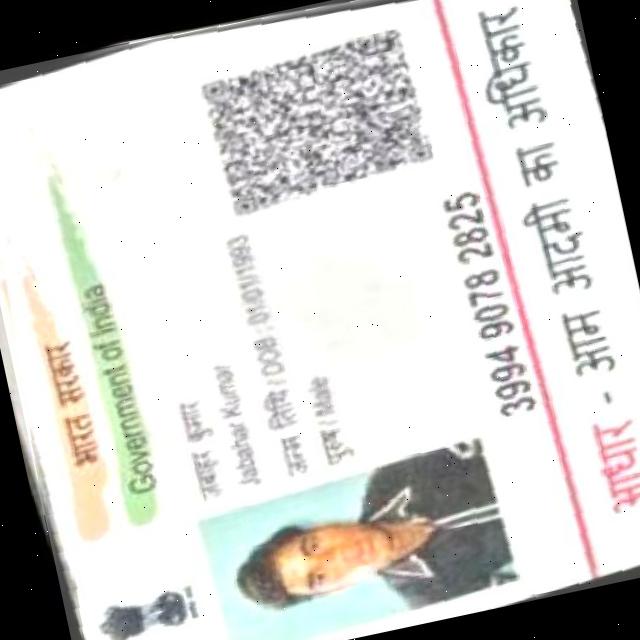 भारत सरकार
Government of India
जबाहर कुमार
Jabahar Kumar
जन्म तिथि / DOB : 01/01/1993
पुरुष / Male
3994 9078 2825
आधार - आम आदमी का अधिकार